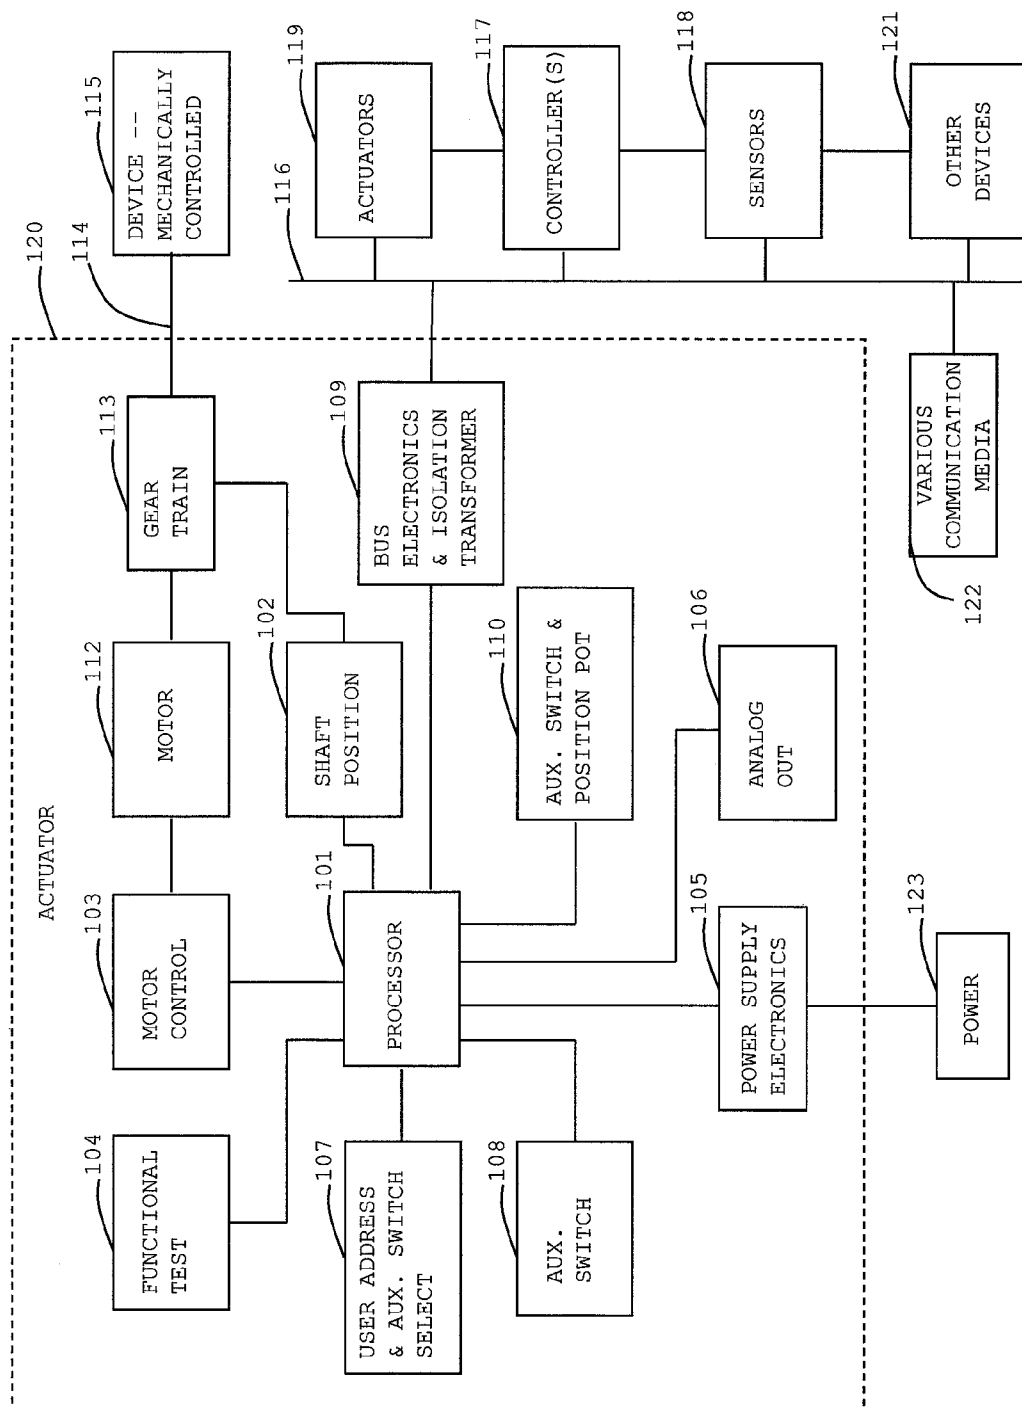 ACTUATOR
120
104
FUNCTIONAL
TEST
103
MOTOR
CONTROL
112
MOTOR
113
GEAR
TRAIN
114
115
DEVICE --
MECHANICALLY
CONTROLLED
107
USER ADDRESS
& AUX. SWITCH
SELECT
101
PROCESSOR
102
SHAFT
POSITION
109
BUS
ELECTRONICS
& ISOLATION
TRANSFORMER
116
119
ACTUATORS
117
CONTROLLER(S)
118
SENSORS
121
OTHER
DEVICES
108
AUX.
SWITCH
110
AUX. SWITCH &
POSITION POT
105
POWER SUPPLY
ELECTRONICS
106
ANALOG
OUT
123
POWER
122
VARIOUS
COMMUNICATION
MEDIA